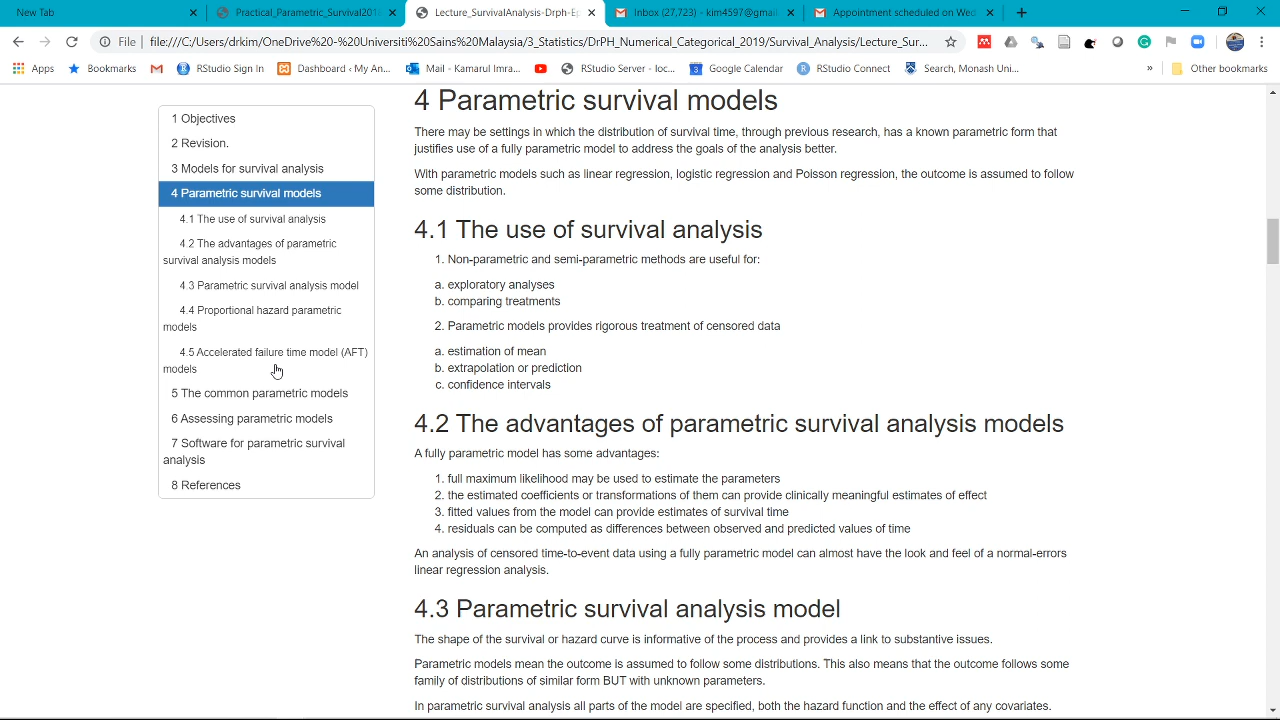 New Tab
Practical_Parametric_Survival201
Lecture_SurvivalAnalysis-Drph-Ep
Inbox (27,723) - kim4597@gmail
Appointment scheduled on Wed
File | file:///C:/Users/drkim/OneDrive%20-%20Universiti%20Sains%20Malaysia/3_Statistics/DrPH_Numerical_Categorical_2019/Survival_Analysis/Lecture_Sur...
Apps
Bookmarks
RStudio Sign In
Dashboard ‹ My An...
Mail - Kamarul Imra...
RStudio Server - loc...
Google Calendar
RStudio Connect
Search, Monash Uni...
»
Other bookmarks
1 Objectives
2 Revision.
3 Models for survival analysis
4 Parametric survival models
4.1 The use of survival analysis
4.2 The advantages of parametric
survival analysis models
4.3 Parametric survival analysis model
4.4 Proportional hazard parametric
models
4.5 Accelerated failure time model (AFT)
models
5 The common parametric models
6 Assessing parametric models
7 Software for parametric survival
analysis
8 References
4 Parametric survival models
There may be settings in which the distribution of survival time, through previous research, has a known parametric form that
justifies use of a fully parametric model to address the goals of the analysis better.
With parametric models such as linear regression, logistic regression and Poisson regression, the outcome is assumed to follow
some distribution.
4.1 The use of survival analysis
1. Non-parametric and semi-parametric methods are useful for:
a. exploratory analyses
b. comparing treatments
2. Parametric models provides rigorous treatment of censored data
a. estimation of mean
b. extrapolation or prediction
c. confidence intervals
4.2 The advantages of parametric survival analysis models
A fully parametric model has some advantages:
1. full maximum likelihood may be used to estimate the parameters
2. the estimated coefficients or transformations of them can provide clinically meaningful estimates of effect
3. fitted values from the model can provide estimates of survival time
4. residuals can be computed as differences between observed and predicted values of time
An analysis of censored time-to-event data using a fully parametric model can almost have the look and feel of a normal-errors
linear regression analysis.
4.3 Parametric survival analysis model
The shape of the survival or hazard curve is informative of the process and provides a link to substantive issues.
Parametric models mean the outcome is assumed to follow some distributions. This also means that the outcome follows some
family of distributions of similar form BUT with unknown parameters.
In parametric survival analysis all parts of the model are specified, both the hazard function and the effect of any covariates.